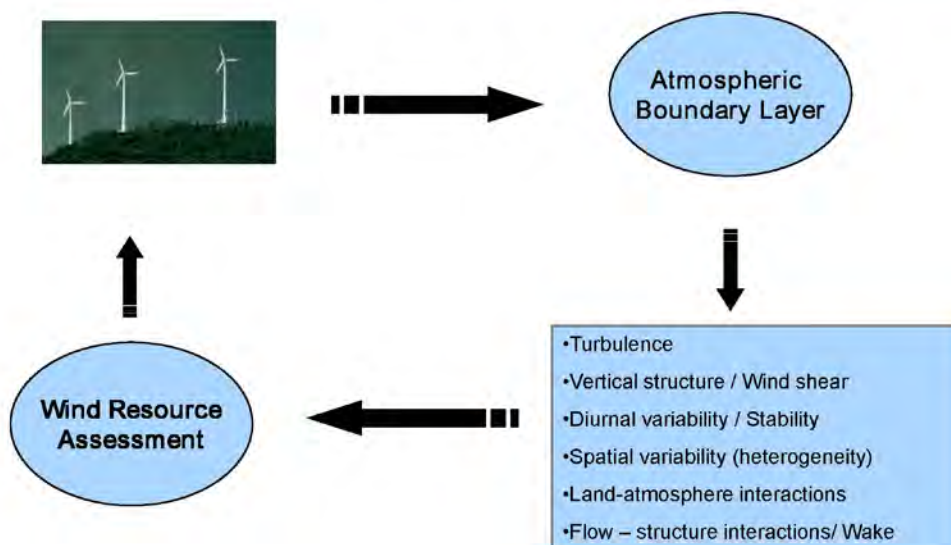 Atmospheric
Boundary Layer
•Turbulence
•Vertical structure / Wind shear
•Diurnal variability / Stability
•Spatial variability (heterogeneity)
•Land-atmosphere interactions
•Flow – structure interactions/ Wake
Wind Resource
Assessment